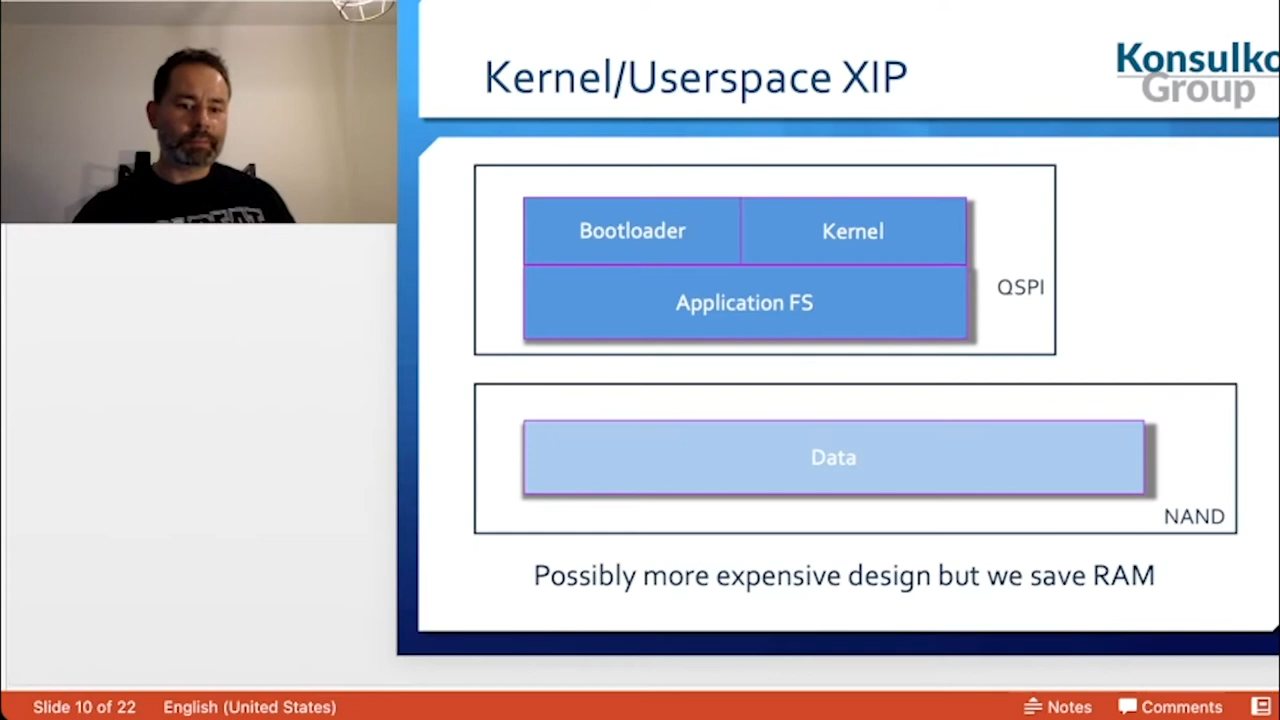 Kernel/Userspace XIP
Konsulko
Group
Bootloader
Kernel
Application FS
QSPI
Data
NAND
Possibly more expensive design but we save RAM
Slide 10 of 22
English (United States)
Notes
Comments